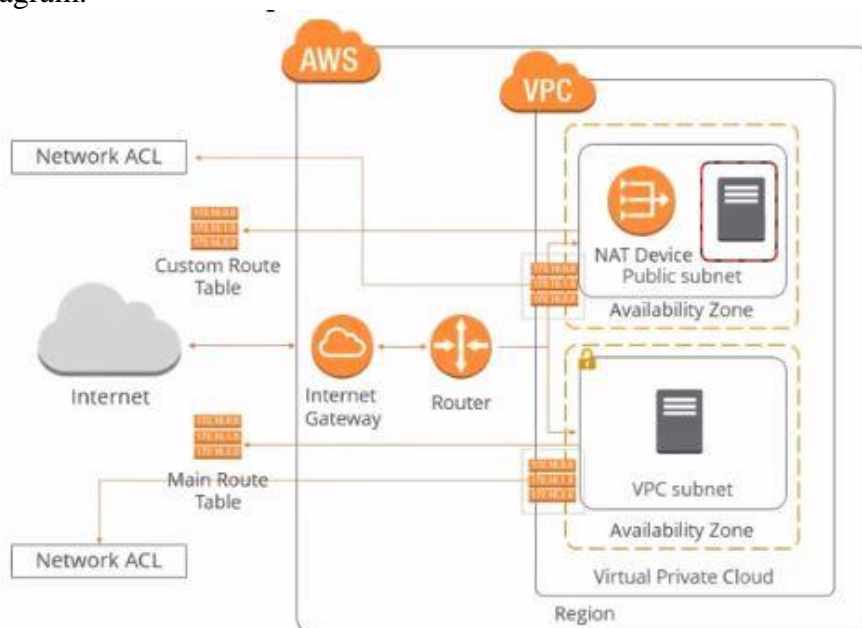 agram.
AWS
VPC
Network ACL
NAT Device
Public subnet
Custom Route
Table
Availability Zone
Internet
Internet
Gateway
Router
Main Route
Table
VPC subnet
Availability Zone
Network ACL
Virtual Private Cloud
Region